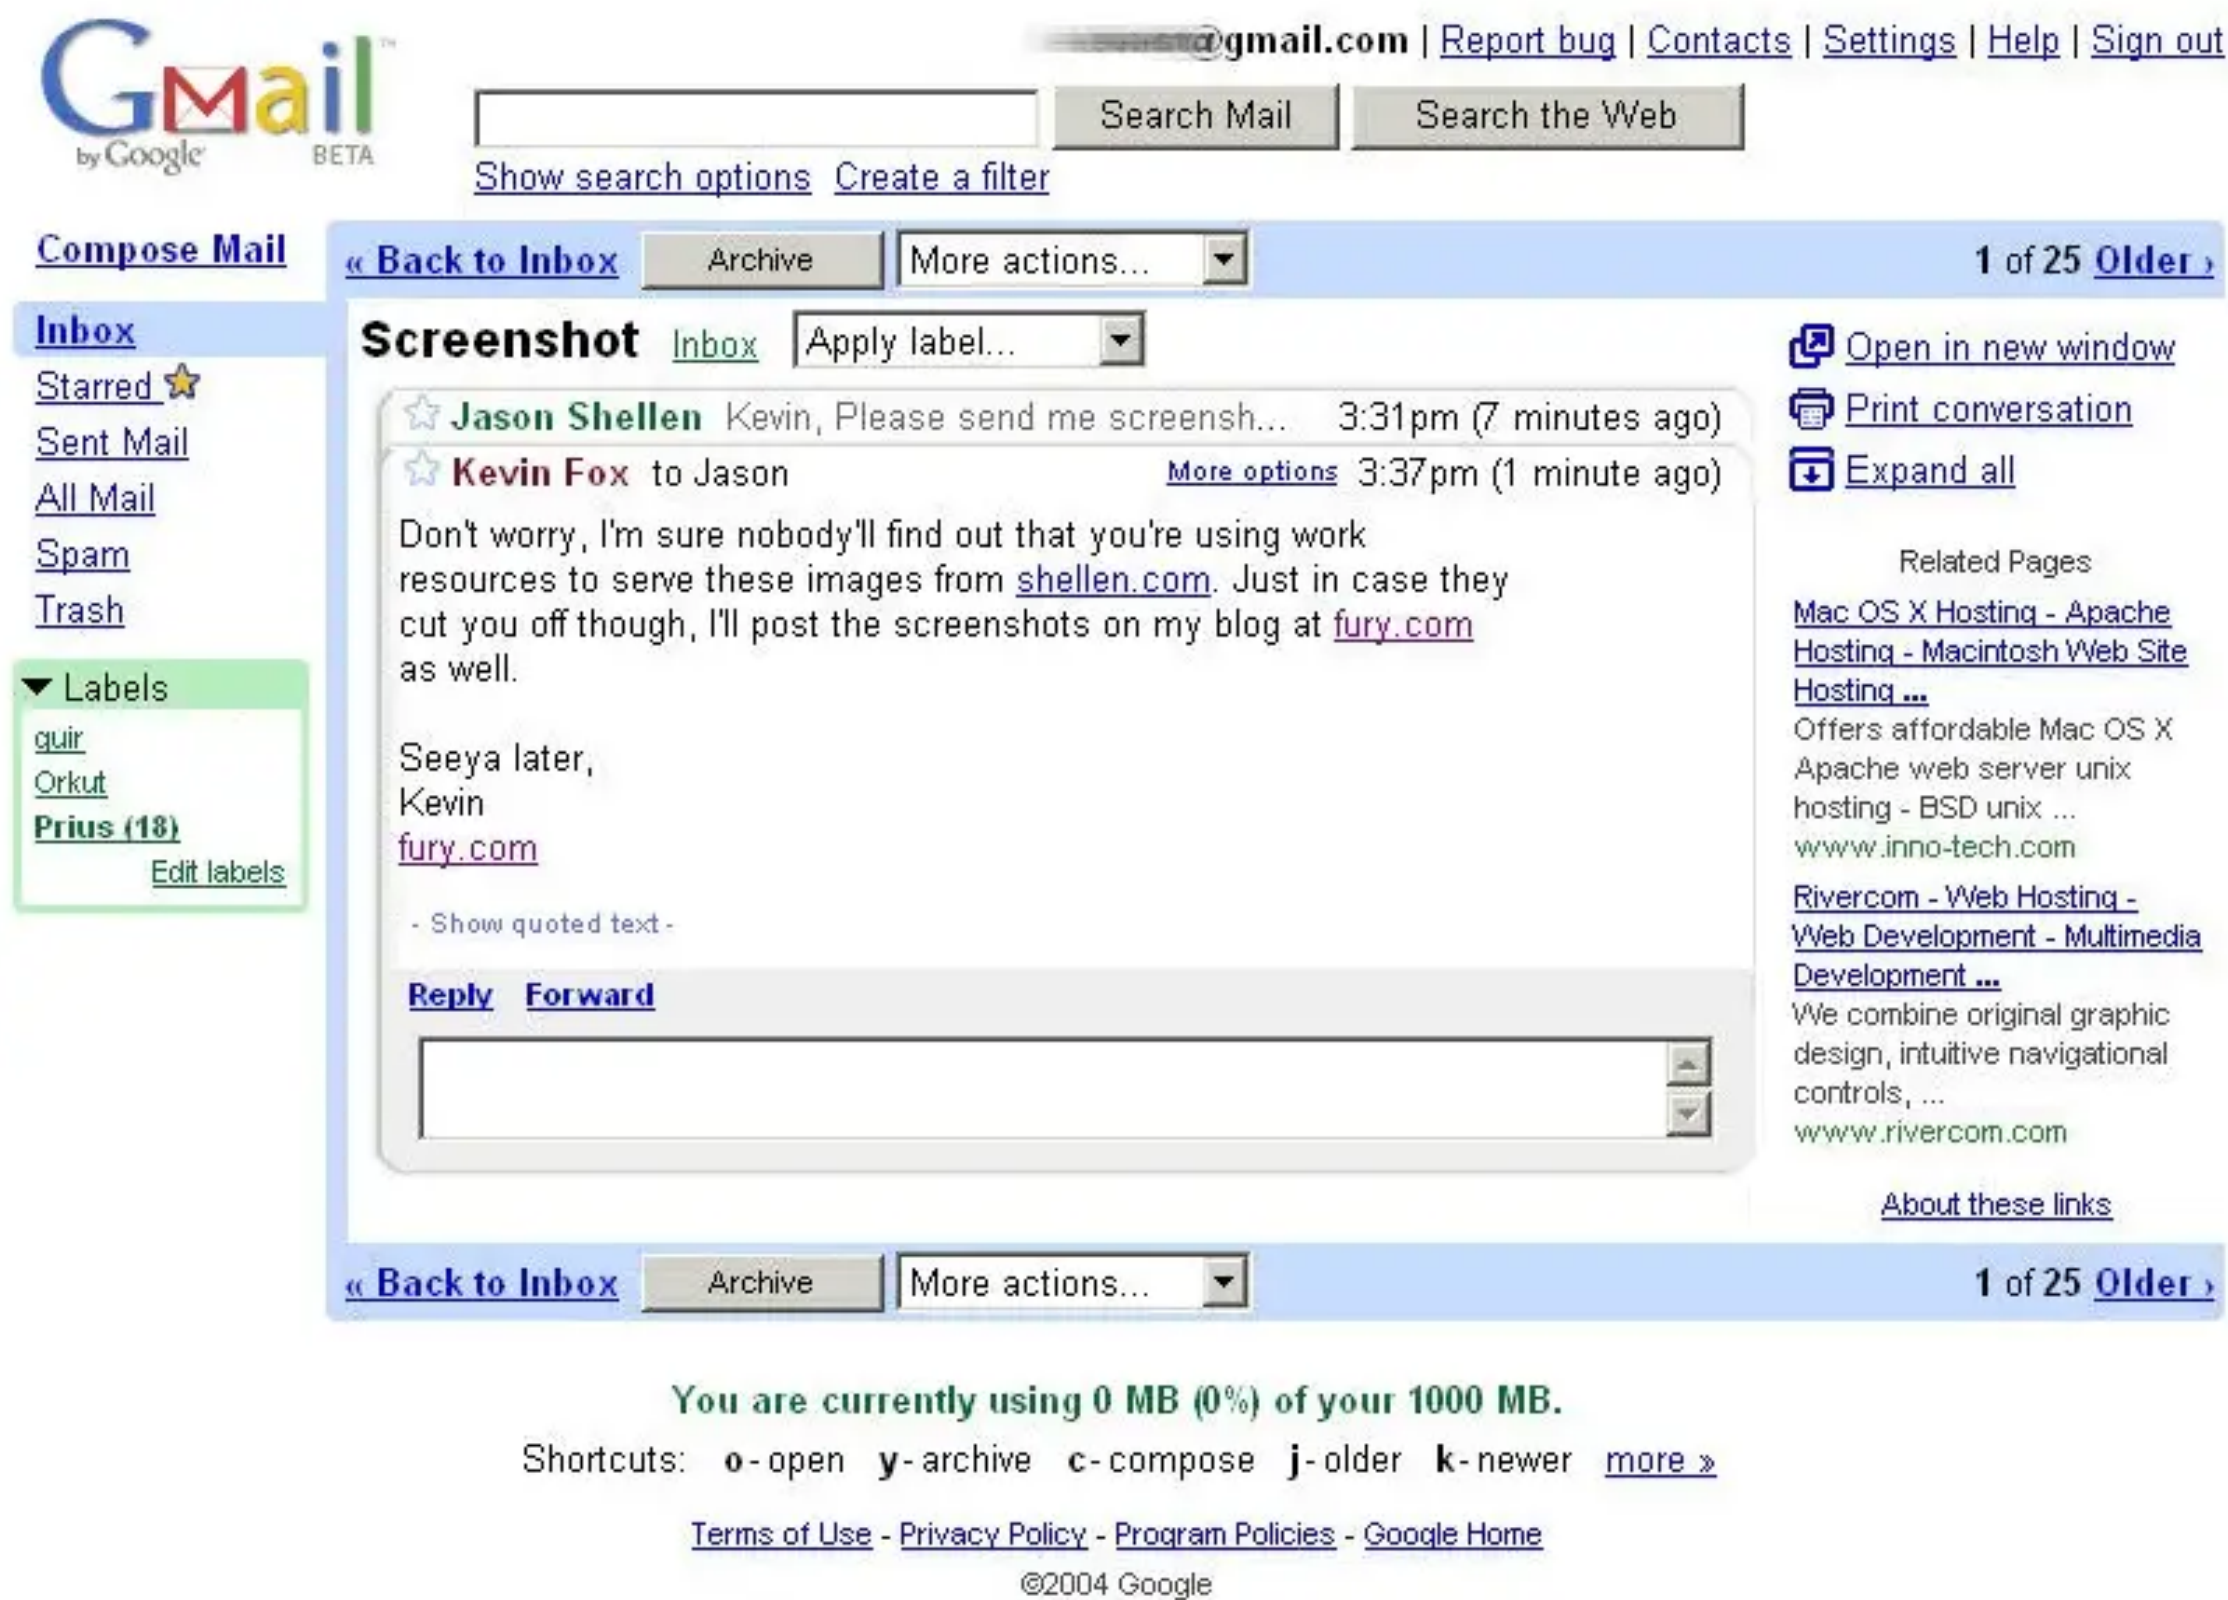 Gmail™
by Google BETA
@gmail.com | Report bug | Contacts | Settings | Help | Sign out
Search Mail Search the Web
Show search options Create a filter
Compose Mail
Inbox
Starred
Sent Mail
All Mail
Spam
Trash
Labels
quir
Orkut
Prius (18)
Edit labels
« Back to Inbox Archive More actions... 1 of 25 Older ›
Screenshot Inbox Apply label...
Jason Shellen Kevin, Please send me screensh... 3:31pm (7 minutes ago)
Kevin Fox to Jason More options 3:37pm (1 minute ago)
Don't worry, I'm sure nobody'll find out that you're using work
resources to serve these images from shellen.com. Just in case they
cut you off though, I'll post the screenshots on my blog at fury.com
as well.
Seeya later,
Kevin
fury.com
- Show quoted text -
Reply Forward
Open in new window
Print conversation
Expand all
Related Pages
Mac OS X Hosting - Apache
Hosting - Macintosh Web Site
Hosting ...
Offers affordable Mac OS X
Apache web server unix
hosting - BSD unix ...
www.inno-tech.com
Rivercom - Web Hosting -
Web Development - Multimedia
Development ...
We combine original graphic
design, intuitive navigational
controls, ...
www.rivercom.com
About these links
« Back to Inbox Archive More actions... 1 of 25 Older ›
You are currently using 0 MB (0%) of your 1000 MB.
Shortcuts: o - open y - archive c - compose j - older k - newer more »
Terms of Use - Privacy Policy - Program Policies - Google Home
©2004 Google